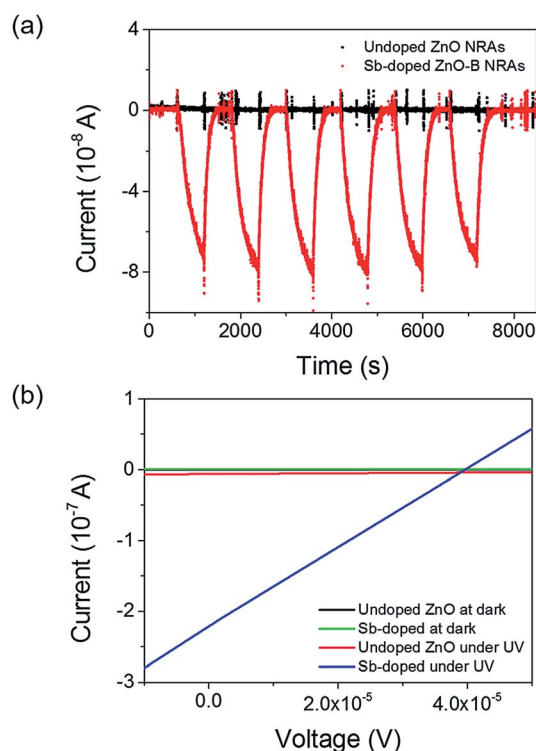 (a)
Undoped ZnO NRAs
Sb-doped ZnO-B NRAs
Current (10⁻⁸ A)
0
-4
-8
0 2000 4000 6000 8000
Time (s)
(b)
Current (10⁻⁷ A)
1
0
-1
-2
-3
Undoped ZnO at dark
Sb-doped at dark
Undoped ZnO under UV
Sb-doped under UV
0.0 2.0x10⁻⁵ 4.0x10⁻⁵
Voltage (V)